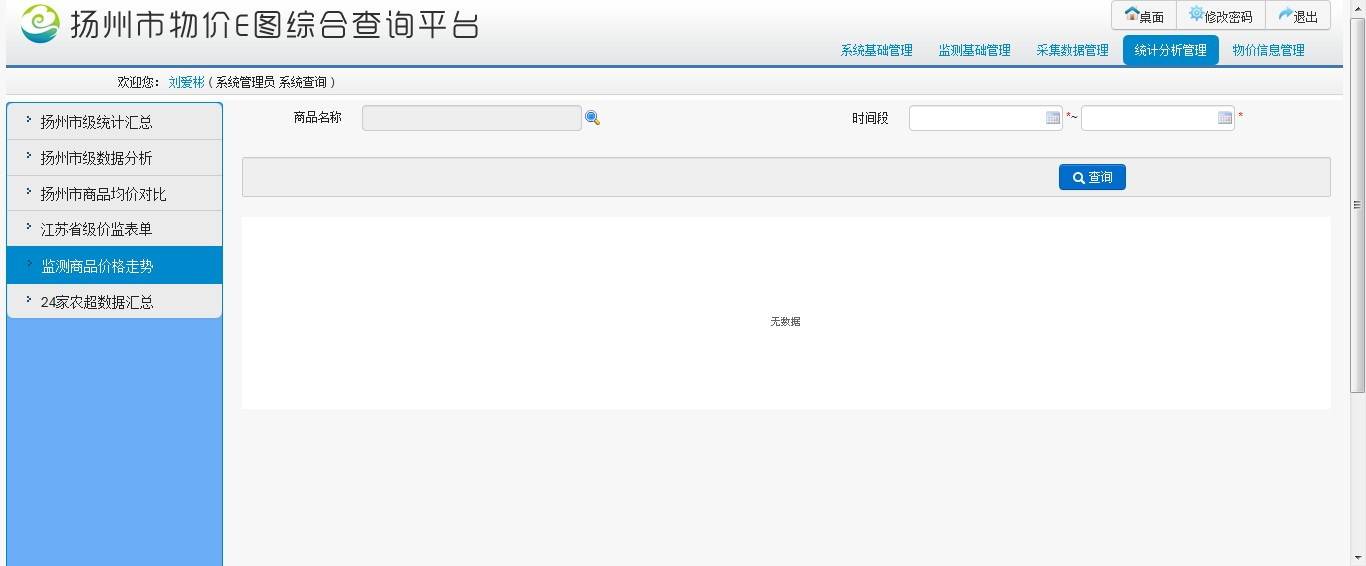 扬州市物价E图综合查询平台
桌面 修改密码 退出
系统基础管理 监测基础管理 采集数据管理 统计分析管理 物价信息管理
欢迎您： 刘爱彬 ( 系统管理员 系统查询 )
扬州市级统计汇总
扬州市级数据分析
扬州市商品均价对比
江苏省级价监表单
监测商品价格走势
24家农超数据汇总
商品名称 时间段 *~ *
查询
无数据